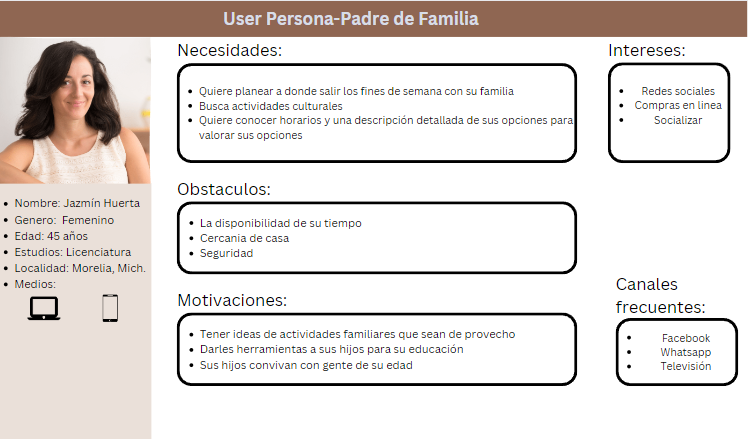 User Persona-Padre de Familia
Necesidades:
Quiere planear a donde salir los fines de semana con su familia
Busca actividades culturales
Quiere conocer horarios y una descripción detallada de sus opciones para
valorar sus opciones
Intereses:
Redes sociales
Compras en linea
Socializar
Nombre: Jazmín Huerta
Genero: Femenino
Edad: 45 años
Estudios: Licenciatura
Localidad: Morelia, Mich.
Medios:
Obstaculos:
La disponibilidad de su tiempo
Cercania de casa
Seguridad
Motivaciones:
Tener ideas de actividades familiares que sean de provecho
Darles herramientas a sus hijos para su educación
Sus hijos convivan con gente de su edad
Canales
frecuentes:
Facebook
Whatsapp
Televisión